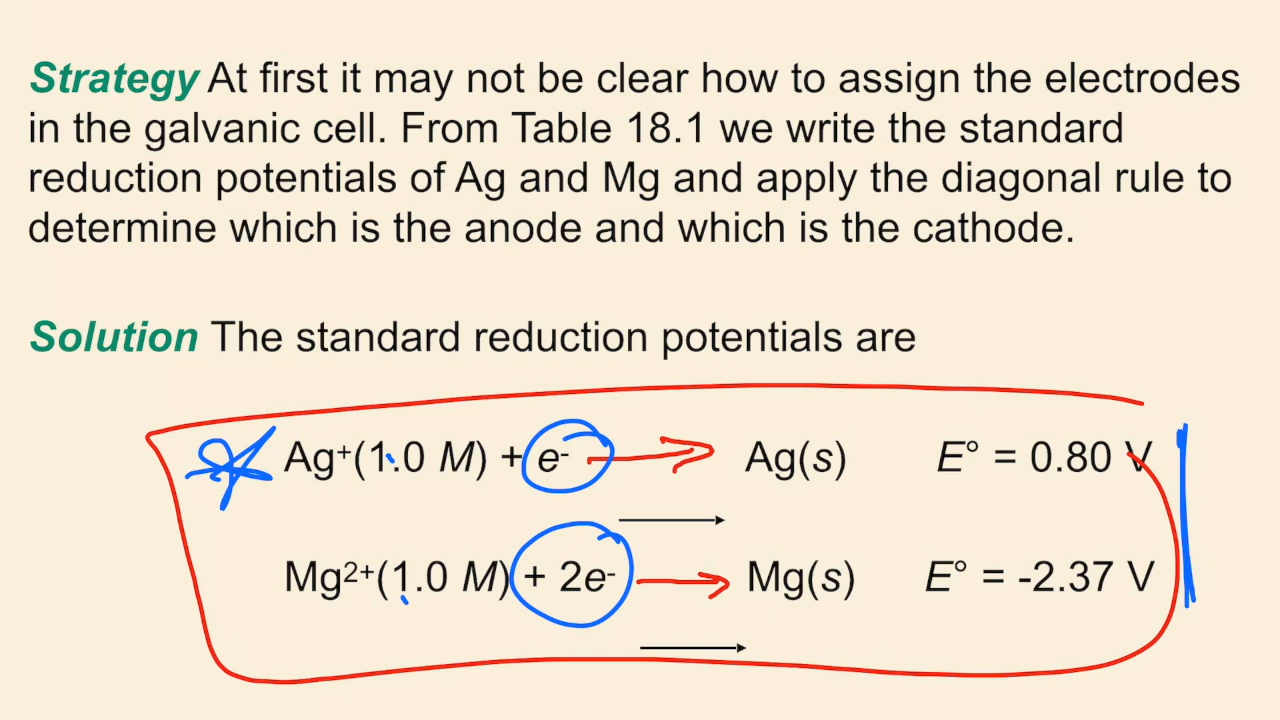 Strategy At first it may not be clear how to assign the electrodes
in the galvanic cell. From Table 18.1 we write the standard
reduction potentials of Ag and Mg and apply the diagonal rule to
determine which is the anode and which is the cathode.
Solution The standard reduction potentials are
Ag⁺(1.0 M) + e⁻ → Ag(s) E° = 0.80 V
Mg²⁺(1.0 M) + 2e⁻ → Mg(s) E° = -2.37 V